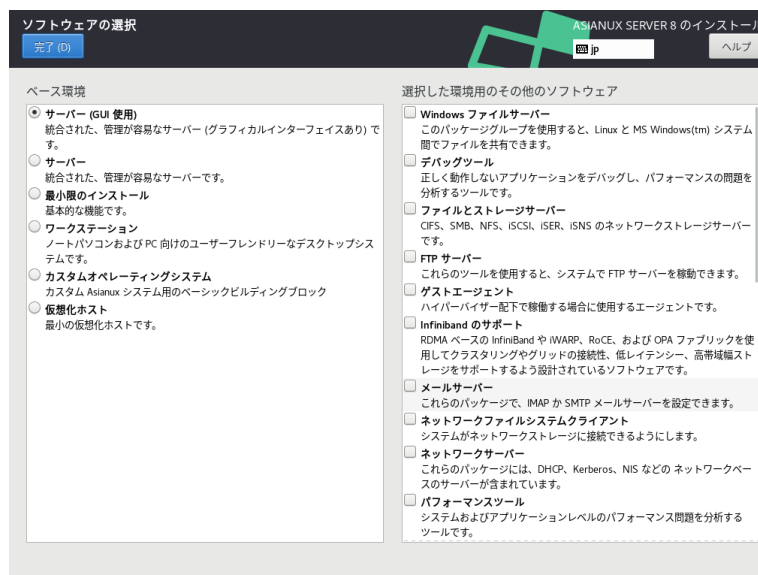 ソフトウェアの選択
ASIANUX SERVER 8 のインストール
完了 (D)
jp
ヘルプ
ベース環境
選択した環境用のその他のソフトウェア
サーバー (GUI 使用)
統合された、管理が容易なサーバー (グラフィカルインターフェイスあり) で
す。
サーバー
統合された、管理が容易なサーバーです。
最小限のインストール
基本的な機能です。
ワークステーション
ノートパソコンおよび PC 向けのユーザーフレンドリーなデスクトップシス
テムです。
カスタムオペレーティングシステム
カスタム Asianux システム用のベーシックビルディングブロック
仮想化ホスト
最小の仮想化ホストです。
Windows ファイルサーバー
このパッケージグループを使用すると、Linux と MS Windows(tm) システム
間でファイルを共有できます。
デバッグツール
正しく動作しないアプリケーションをデバッグし、パフォーマンスの問題を
分析するツールです。
ファイルとストレージサーバー
CIFS、SMB、NFS、iSCSI、iSER、iSNS のネットワークストレージサーバー
です。
FTP サーバー
これらのツールを使用すると、システムで FTP サーバーを稼動できます。
ゲストエージェント
ハイパーバイザー配下で稼働する場合に使用するエージェントです。
Infiniband のサポート
RDMA ベースの InfiniBand や iWARP、RoCE、および OPA ファブリックを使
用してクラスタリングやグリッドの接続性、低レイテンシー、高帯域幅スト
レージをサポートするよう設計されているソフトウェアです。
メールサーバー
これらのパッケージで、IMAP か SMTP メールサーバーを設定できます。
ネットワークファイルシステムクライアント
システムがネットワークストレージに接続できるようにします。
ネットワークサーバー
これらのパッケージには、DHCP、Kerberos、NIS などの ネットワークベー
スのサーバーが含まれています。
パフォーマンスツール
システムおよびアプリケーションレベルのパフォーマンス問題を分析する
ツールです。